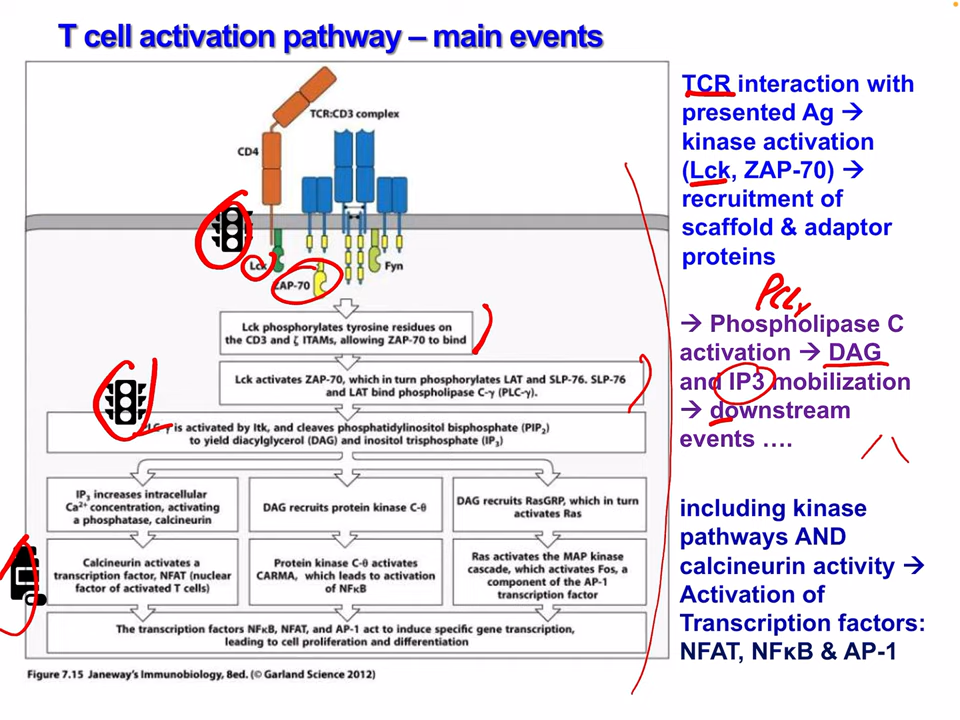 T cell activation pathway – main events
TCR:CD3 complex
CD4
Lck
ZAP-70
Fyn
Lck phosphorylates tyrosine residues on
the CD3 and ζ ITAMs, allowing ZAP-70 to bind
Lck activates ZAP-70, which in turn phosphorylates LAT and SLP-76. SLP-76
and LAT bind phospholipase C-γ (PLC-γ).
PLC-γ is activated by Itk, and cleaves phosphatidylinositol bisphosphate (PIP2)
to yield diacylglycerol (DAG) and inositol trisphosphate (IP3)
IP3 increases intracellular
Ca2+ concentration, activating
a phosphatase, calcineurin
DAG recruits protein kinase C-θ
DAG recruits RasGRP, which in turn
activates Ras
Calcineurin activates a
transcription factor, NFAT (nuclear
factor of activated T cells)
Protein kinase C-θ activates
CARMA, which leads to activation
of NFκB
Ras activates the MAP kinase
cascade, which activates Fos, a
component of the AP-1
transcription factor
The transcription factors NFκB, NFAT, and AP-1 act to induce specific gene transcription,
leading to cell proliferation and differentiation
Figure 7.15 Janeway's Immunobiology, 8ed. (© Garland Science 2012)
TCR interaction with
presented Ag →
kinase activation
(Lck, ZAP-70) →
recruitment of
scaffold & adaptor
proteins
→ Phospholipase C
activation → DAG
and IP3 mobilization
→ downstream
events ….
including kinase
pathways AND
calcineurin activity →
Activation of
Transcription factors:
NFAT, NFκB & AP-1